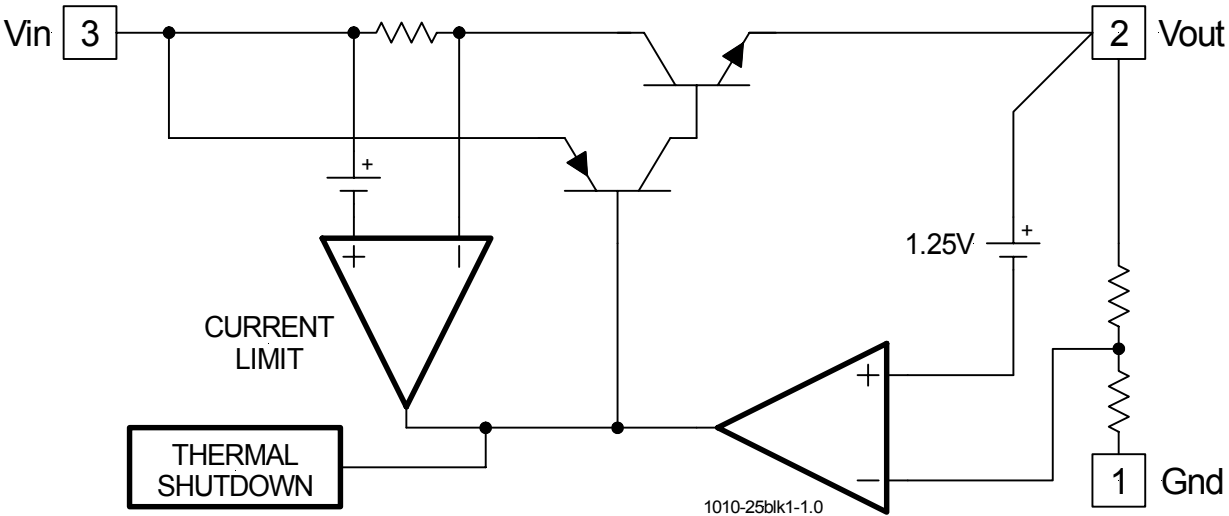 Vin 3
2 Vout
+
+
1.25V
+ −
CURRENT
LIMIT
+
THERMAL
SHUTDOWN
−
1 Gnd
1010-25blk1-1.0